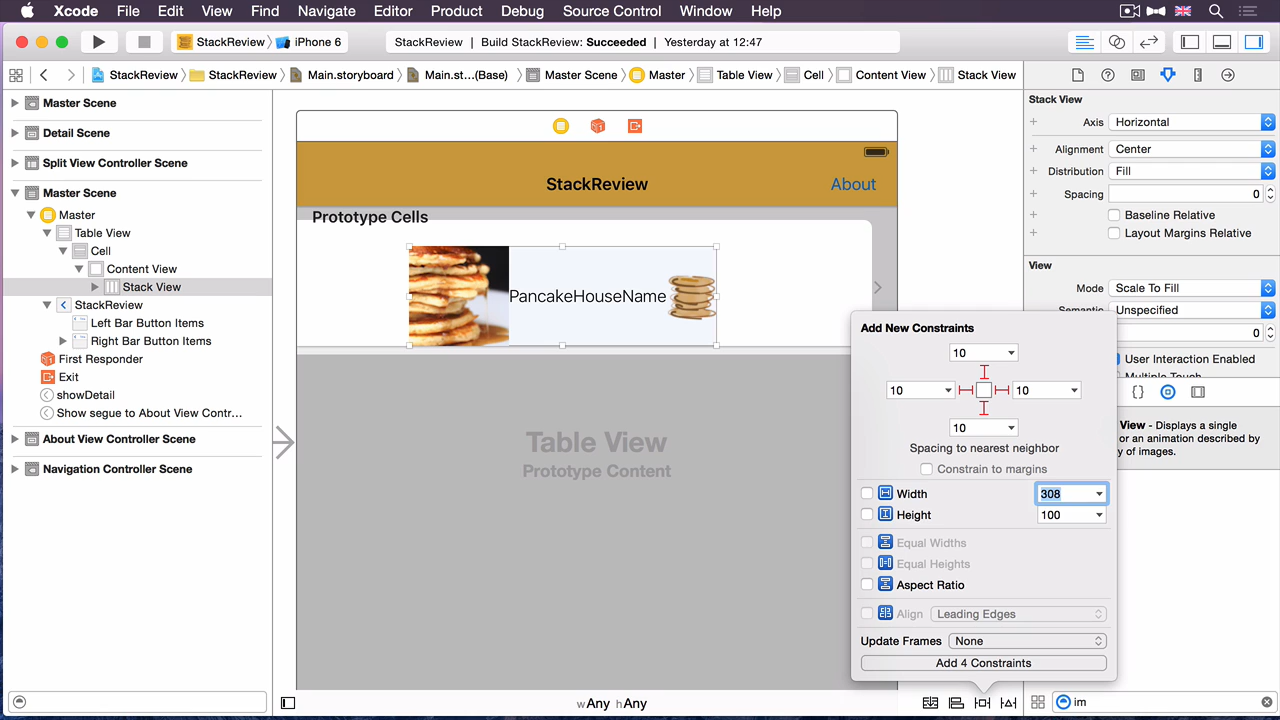 Xcode File Edit View Find Navigate Editor Product Debug Source Control Window Help
StackReview iPhone 6 StackReview | Build StackReview: Succeeded | Yesterday at 12:47
StackReview StackReview Main.storyboard Main.st...(Base) Master Scene Master Table View Cell Content View Stack View
Master Scene
Detail Scene
Split View Controller Scene
Master Scene
Master
Table View
Cell
Content View
Stack View
StackReview
Left Bar Button Items
Right Bar Button Items
First Responder
Exit
showDetail
Show segue to About View Contr...
About View Controller Scene
Navigation Controller Scene
StackReview About
Prototype Cells
PancakeHouseName
Table View
Prototype Content
wAny hAny
Stack View
Axis Horizontal
Alignment Center
Distribution Fill
Spacing 0
Baseline Relative
Layout Margins Relative
View
Mode Scale To Fill
Semantic Unspecified
0
User Interaction Enabled
Multiple Touch
{}
View - Displays a single
or an animation described by
y of images.
Add New Constraints
10
10 10
10
Spacing to nearest neighbor
Constrain to margins
Width 308
Height 100
Equal Widths
Equal Heights
Aspect Ratio
Align Leading Edges
Update Frames None
Add 4 Constraints
im